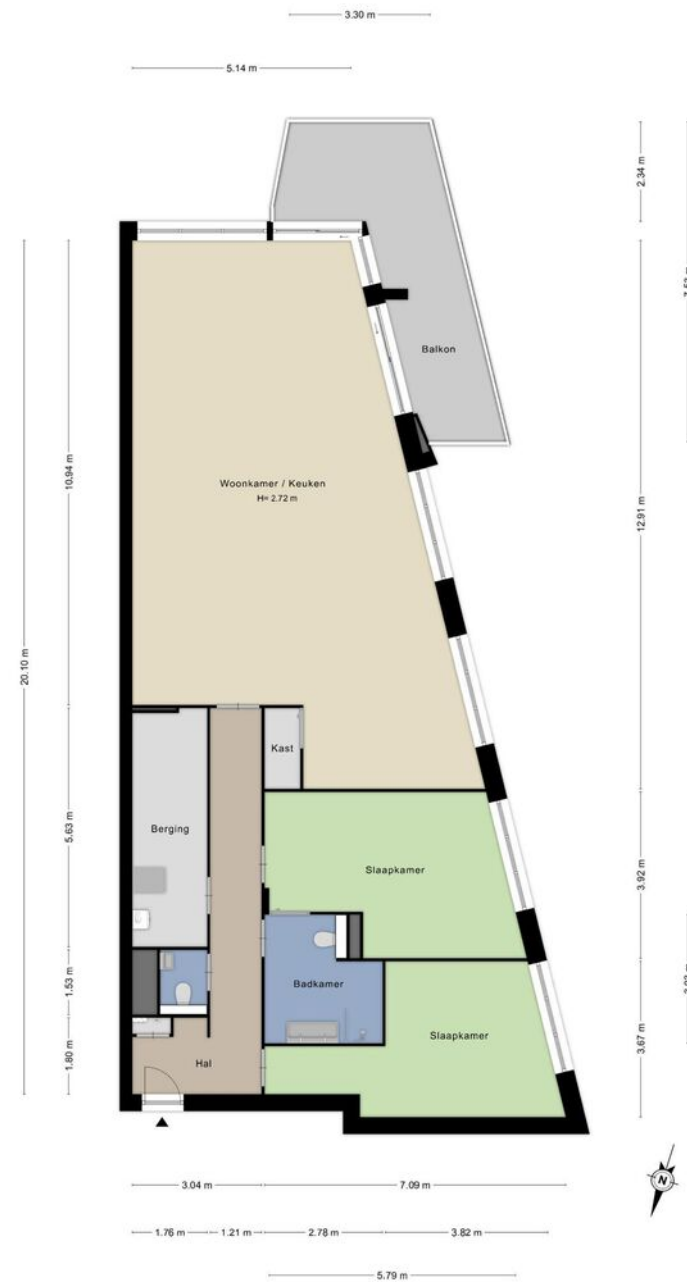 3.30 m
5.14 m
2.34 m
Balkon
Woonkamer / Keuken
H= 2.72 m
10.94 m
12.91 m
20.10 m
Kast
Berging
5.63 m
Slaapkamer
3.92 m
Badkamer
1.53 m
Slaapkamer
Hal
1.80 m
3.67 m
N
3.04 m
7.09 m
1.76 m
1.21 m
2.78 m
3.82 m
5.79 m